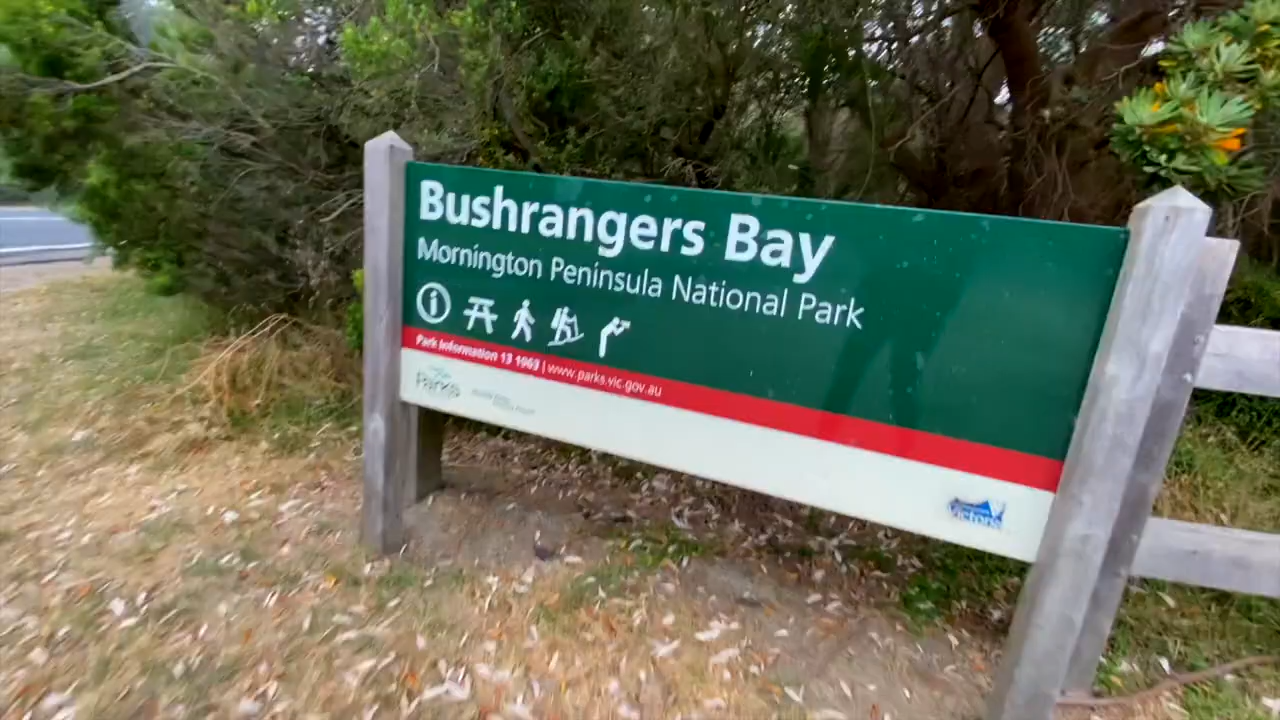 Bushrangers Bay
Mornington Peninsula National Park
i
Park Information 13 1963 | www.parks.vic.gov.au
Parks
Victoria